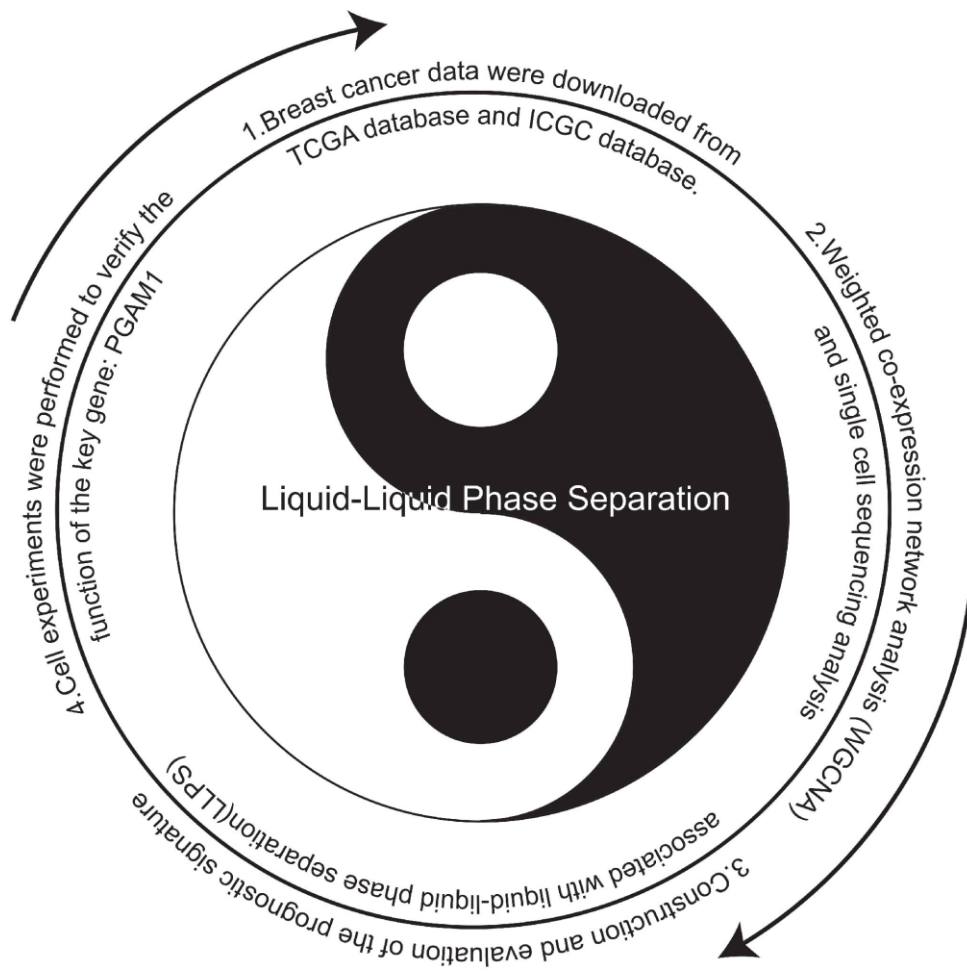 1.Breast cancer data were downloaded from
TCGA database and ICGC database.
2.Weighted co-expression network analysis (WGCNA)
and single cell sequencing analysis
3.Construction and evaluation of the prognostic signature
associated with liquid-liquid phase separation(LLPS)
4.Cell experiments were performed to verify the
function of the key gene: PGAM1
Liquid-Liquid Phase Separation